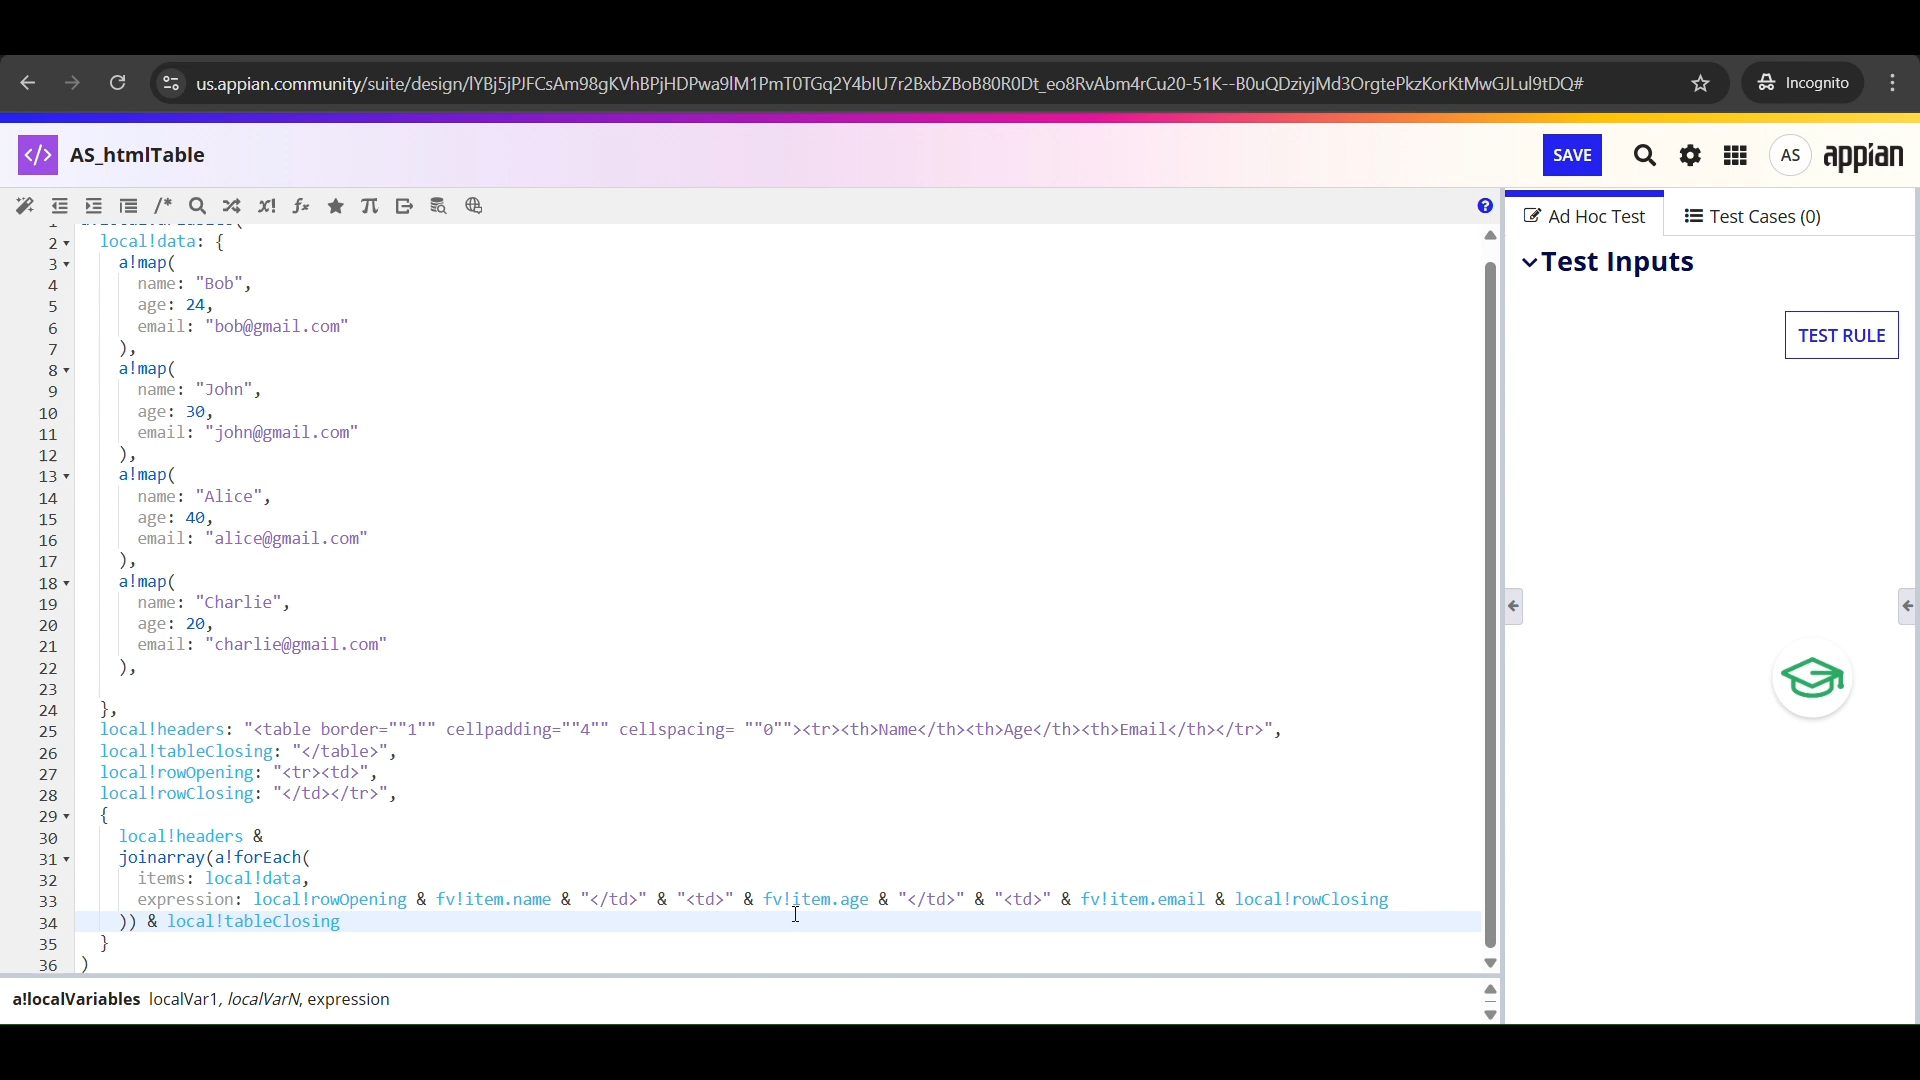 us.appian.community/suite/design/lYBj5jPJFCsAm98gKVhBPjHDPwa9lM1PmT0TGq2Y4blU7r2BxbZBoB80R0Dt_eo8RvAbm4rCu20-51K--B0uQDziyjMd3OrgtePkzKorKtMwGJLul9tDQ#
Incognito
AS_htmlTable
SAVE
AS
appian
Ad Hoc Test
Test Cases (0)
Test Inputs
TEST RULE
2 local!data: {
3 a!map(
4 name: "Bob",
5 age: 24,
6 email: "bob@gmail.com"
7 ),
8 a!map(
9 name: "John",
10 age: 30,
11 email: "john@gmail.com"
12 ),
13 a!map(
14 name: "Alice",
15 age: 40,
16 email: "alice@gmail.com"
17 ),
18 a!map(
19 name: "Charlie",
20 age: 20,
21 email: "charlie@gmail.com"
22 ),
23
24 },
25 local!headers: "<table border=""1"" cellpadding=""4"" cellspacing= ""0""><tr><th>Name</th><th>Age</th><th>Email</th></tr>",
26 local!tableClosing: "</table>",
27 local!rowOpening: "<tr><td>",
28 local!rowClosing: "</td></tr>",
29 {
30 local!headers &
31 joinarray(a!forEach(
32 items: local!data,
33 expression: local!rowOpening & fv!item.name & "</td>" & "<td>" & fv!item.age & "</td>" & "<td>" & fv!item.email & local!rowClosing
34 )) & local!tableClosing
35 }
36 )
a!localVariables localVar1, localVarN, expression